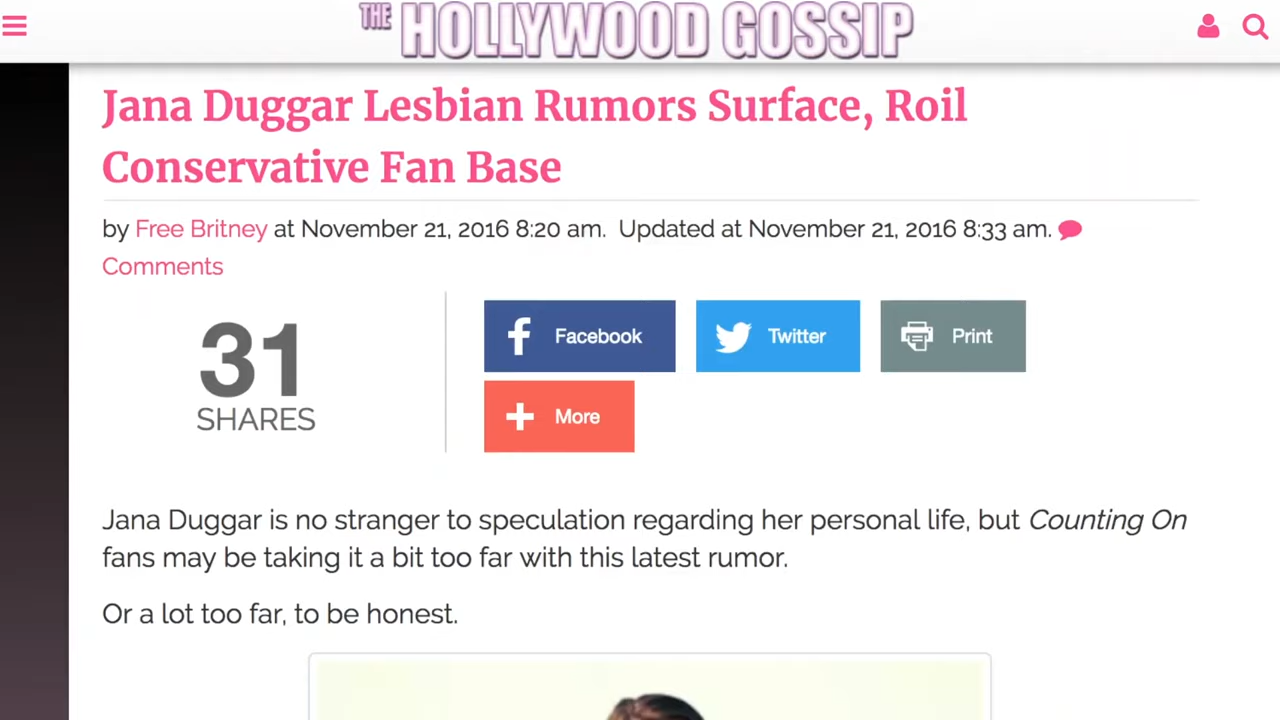 THE HOLLYWOOD GOSSIP
Jana Duggar Lesbian Rumors Surface, Roil
Conservative Fan Base
by Free Britney at November 21, 2016 8:20 am. Updated at November 21, 2016 8:33 am.
Comments
31
SHARES
Facebook
Twitter
Print
More
Jana Duggar is no stranger to speculation regarding her personal life, but Counting On
fans may be taking it a bit too far with this latest rumor.
Or a lot too far, to be honest.